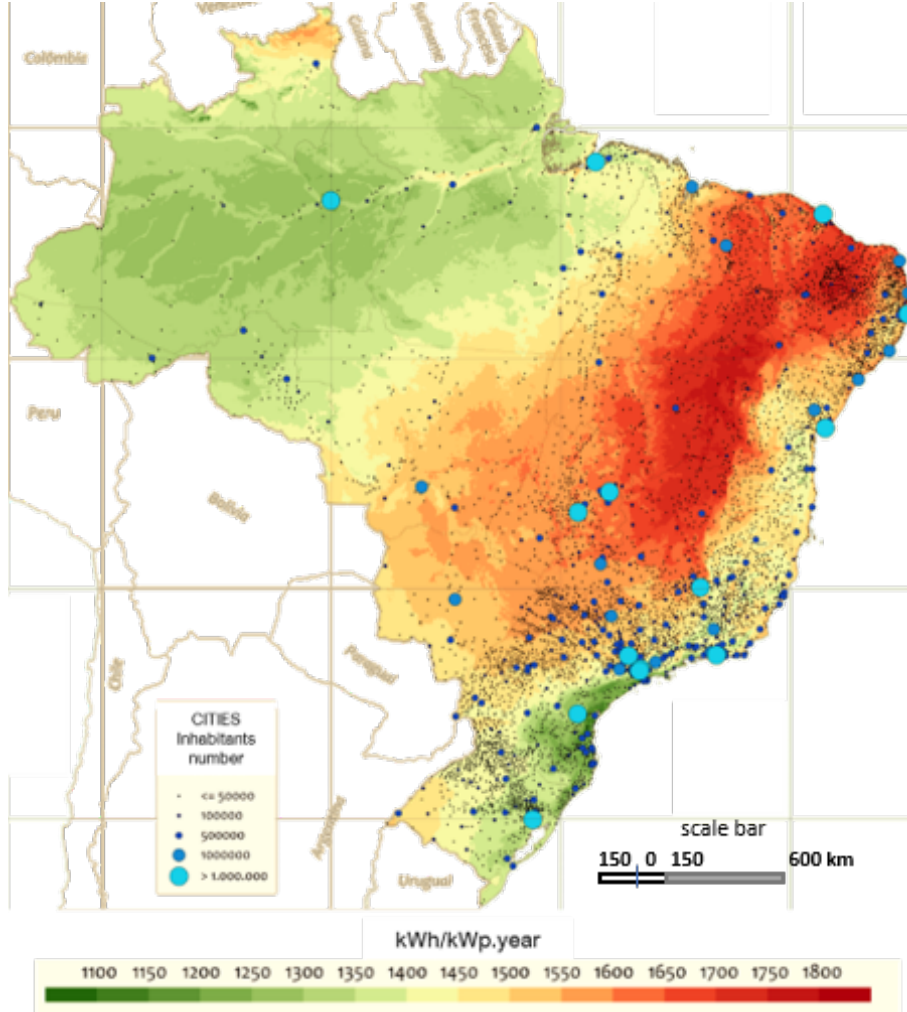 Colômbia
Guiana
Suriname
Peru
Bolívia
Chile
Paraguai
Argentina
Uruguai
CITIES
Inhabitants
number
<= 50000
100000
500000
1000000
> 1.000.000
scale bar
150 0 150 600 km
kWh/kWp.year
1100 1150 1200 1300 1350 1400 1450 1500 1550 1600 1650 1700 1750 1800